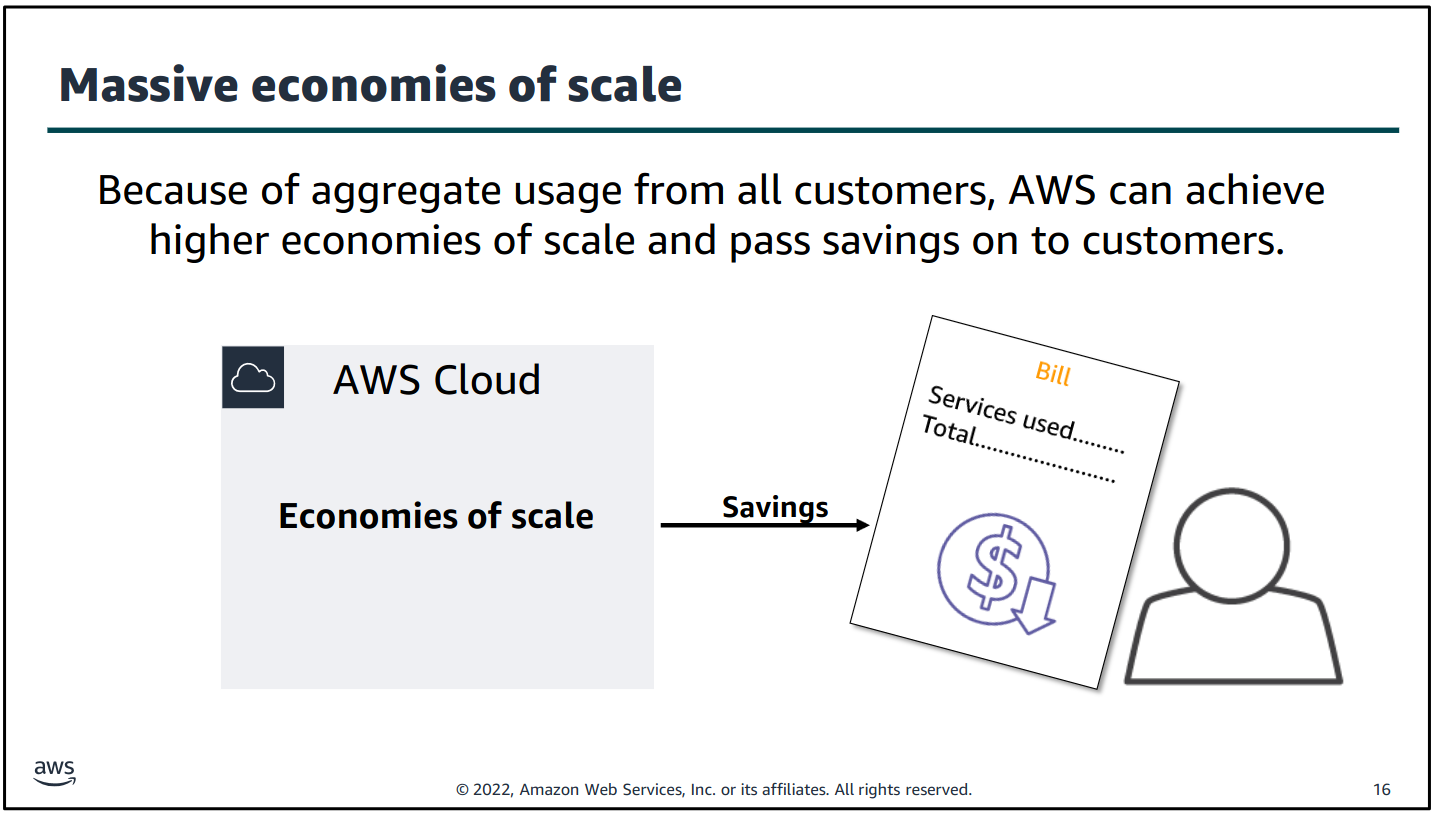 Massive economies of scale
Because of aggregate usage from all customers, AWS can achieve
higher economies of scale and pass savings on to customers.
AWS Cloud
Economies of scale
Savings
Bill
Services used.........
Total.......................
$
aws
© 2022, Amazon Web Services, Inc. or its affiliates. All rights reserved.
16